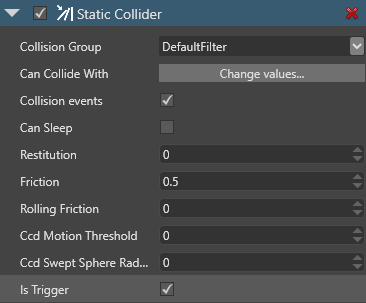 Static Collider
Collision Group DefaultFilter
Can Collide With Change values...
Collision events
Can Sleep
Restitution 0
Friction 0.5
Rolling Friction 0
Ccd Motion Threshold 0
Ccd Swept Sphere Rad... 0
Is Trigger